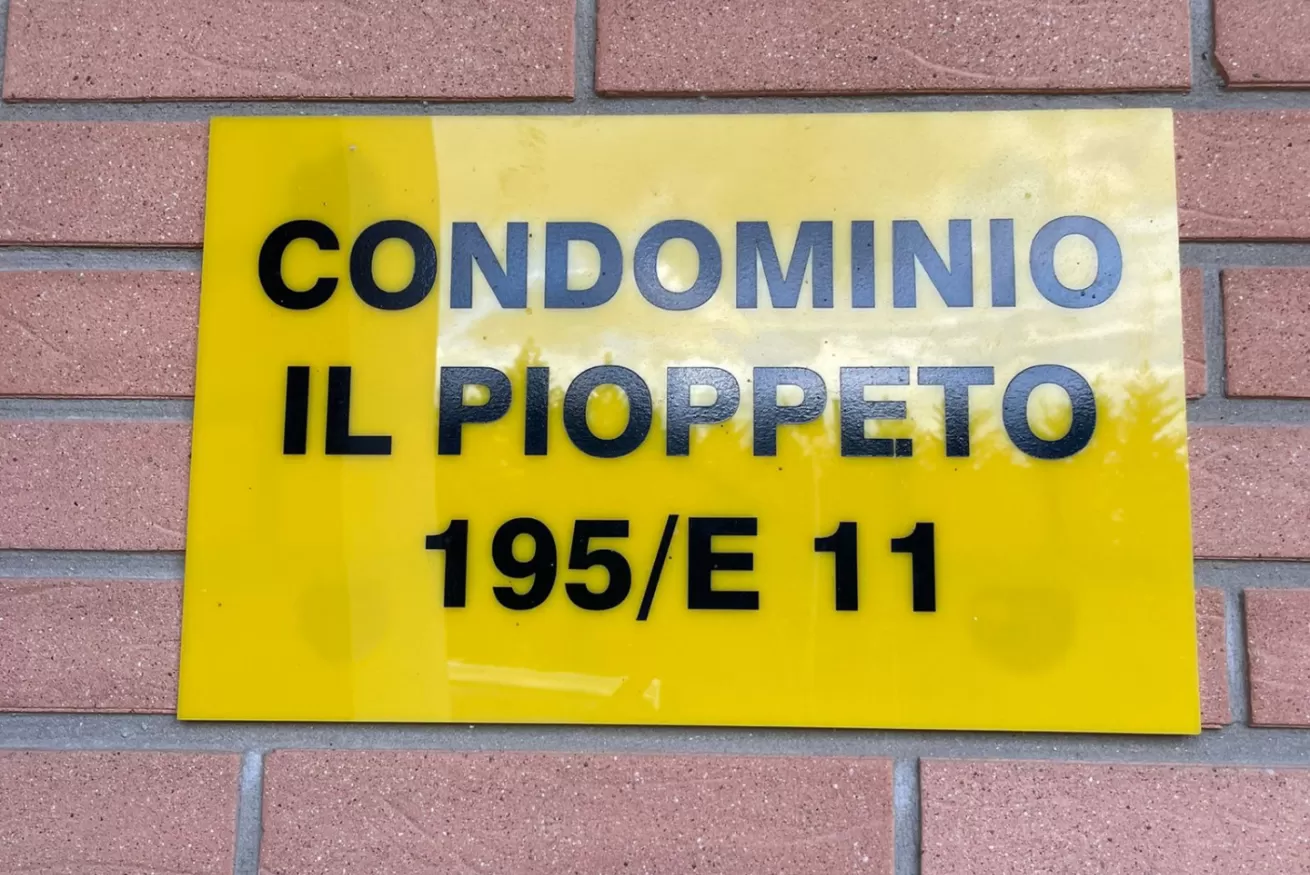 CONDOMINIO
IL PIOPPETO
195/E 11